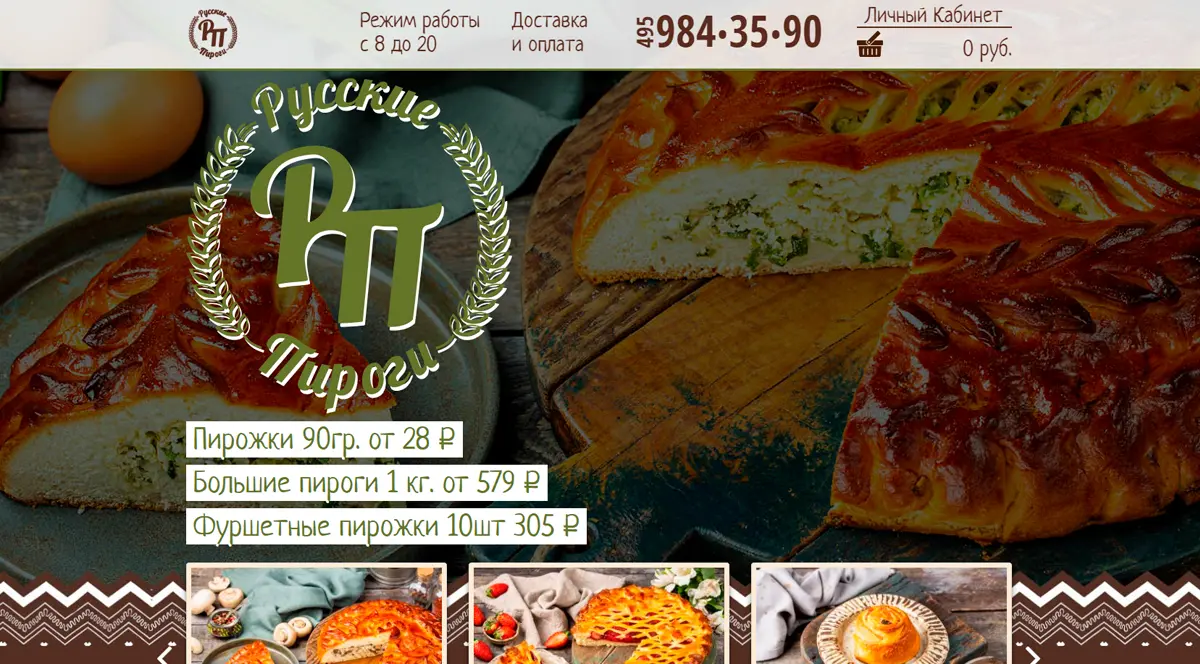 Русские
РП
Пироги
Режим работы
с 8 до 20
Доставка
и оплата
495
984•35•90
Личный Кабинет
0 руб.
Русские
РП
Пироги
Пирожки 90гр. от 28 ₽
Большие пироги 1 кг. от 579 ₽
Фуршетные пирожки 10шт 305 ₽